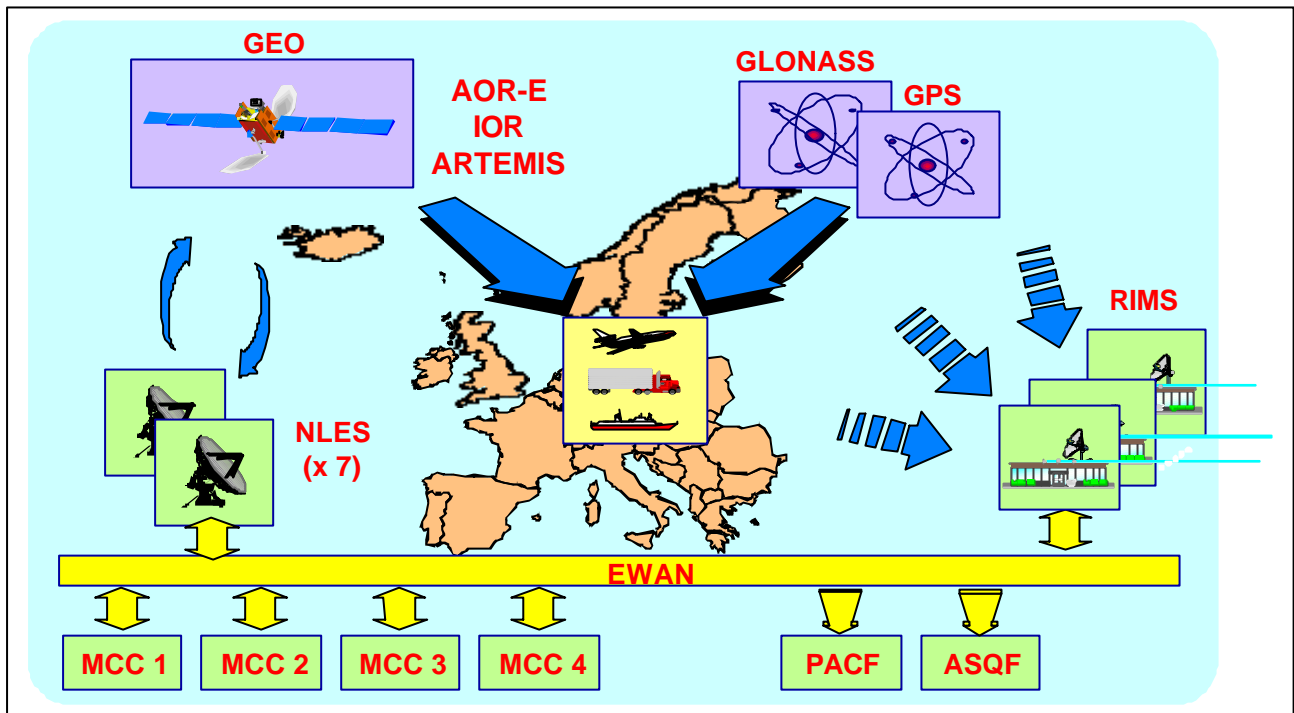 GEO
AOR-E
IOR
ARTEMIS
GLONASS
GPS
RIMS
NLES
(x 7)
EWAN
MCC 1
MCC 2
MCC 3
MCC 4
PACF
ASQF